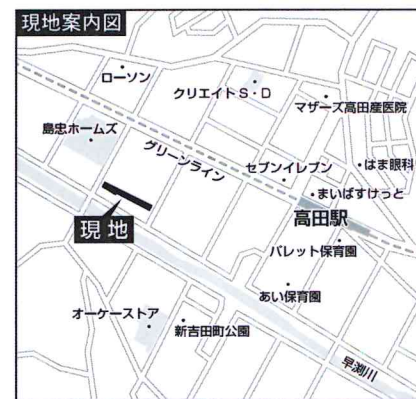 現地案内図
ローソン
クリエイトS・D
マザーズ高田産医院
島忠ホームズ
グリーンライン
セブンイレブン
はま眼科
まいばすけっと
高田駅
現地
パレット保育園
あい保育園
オーケーストア
新吉田町公園
早渕川